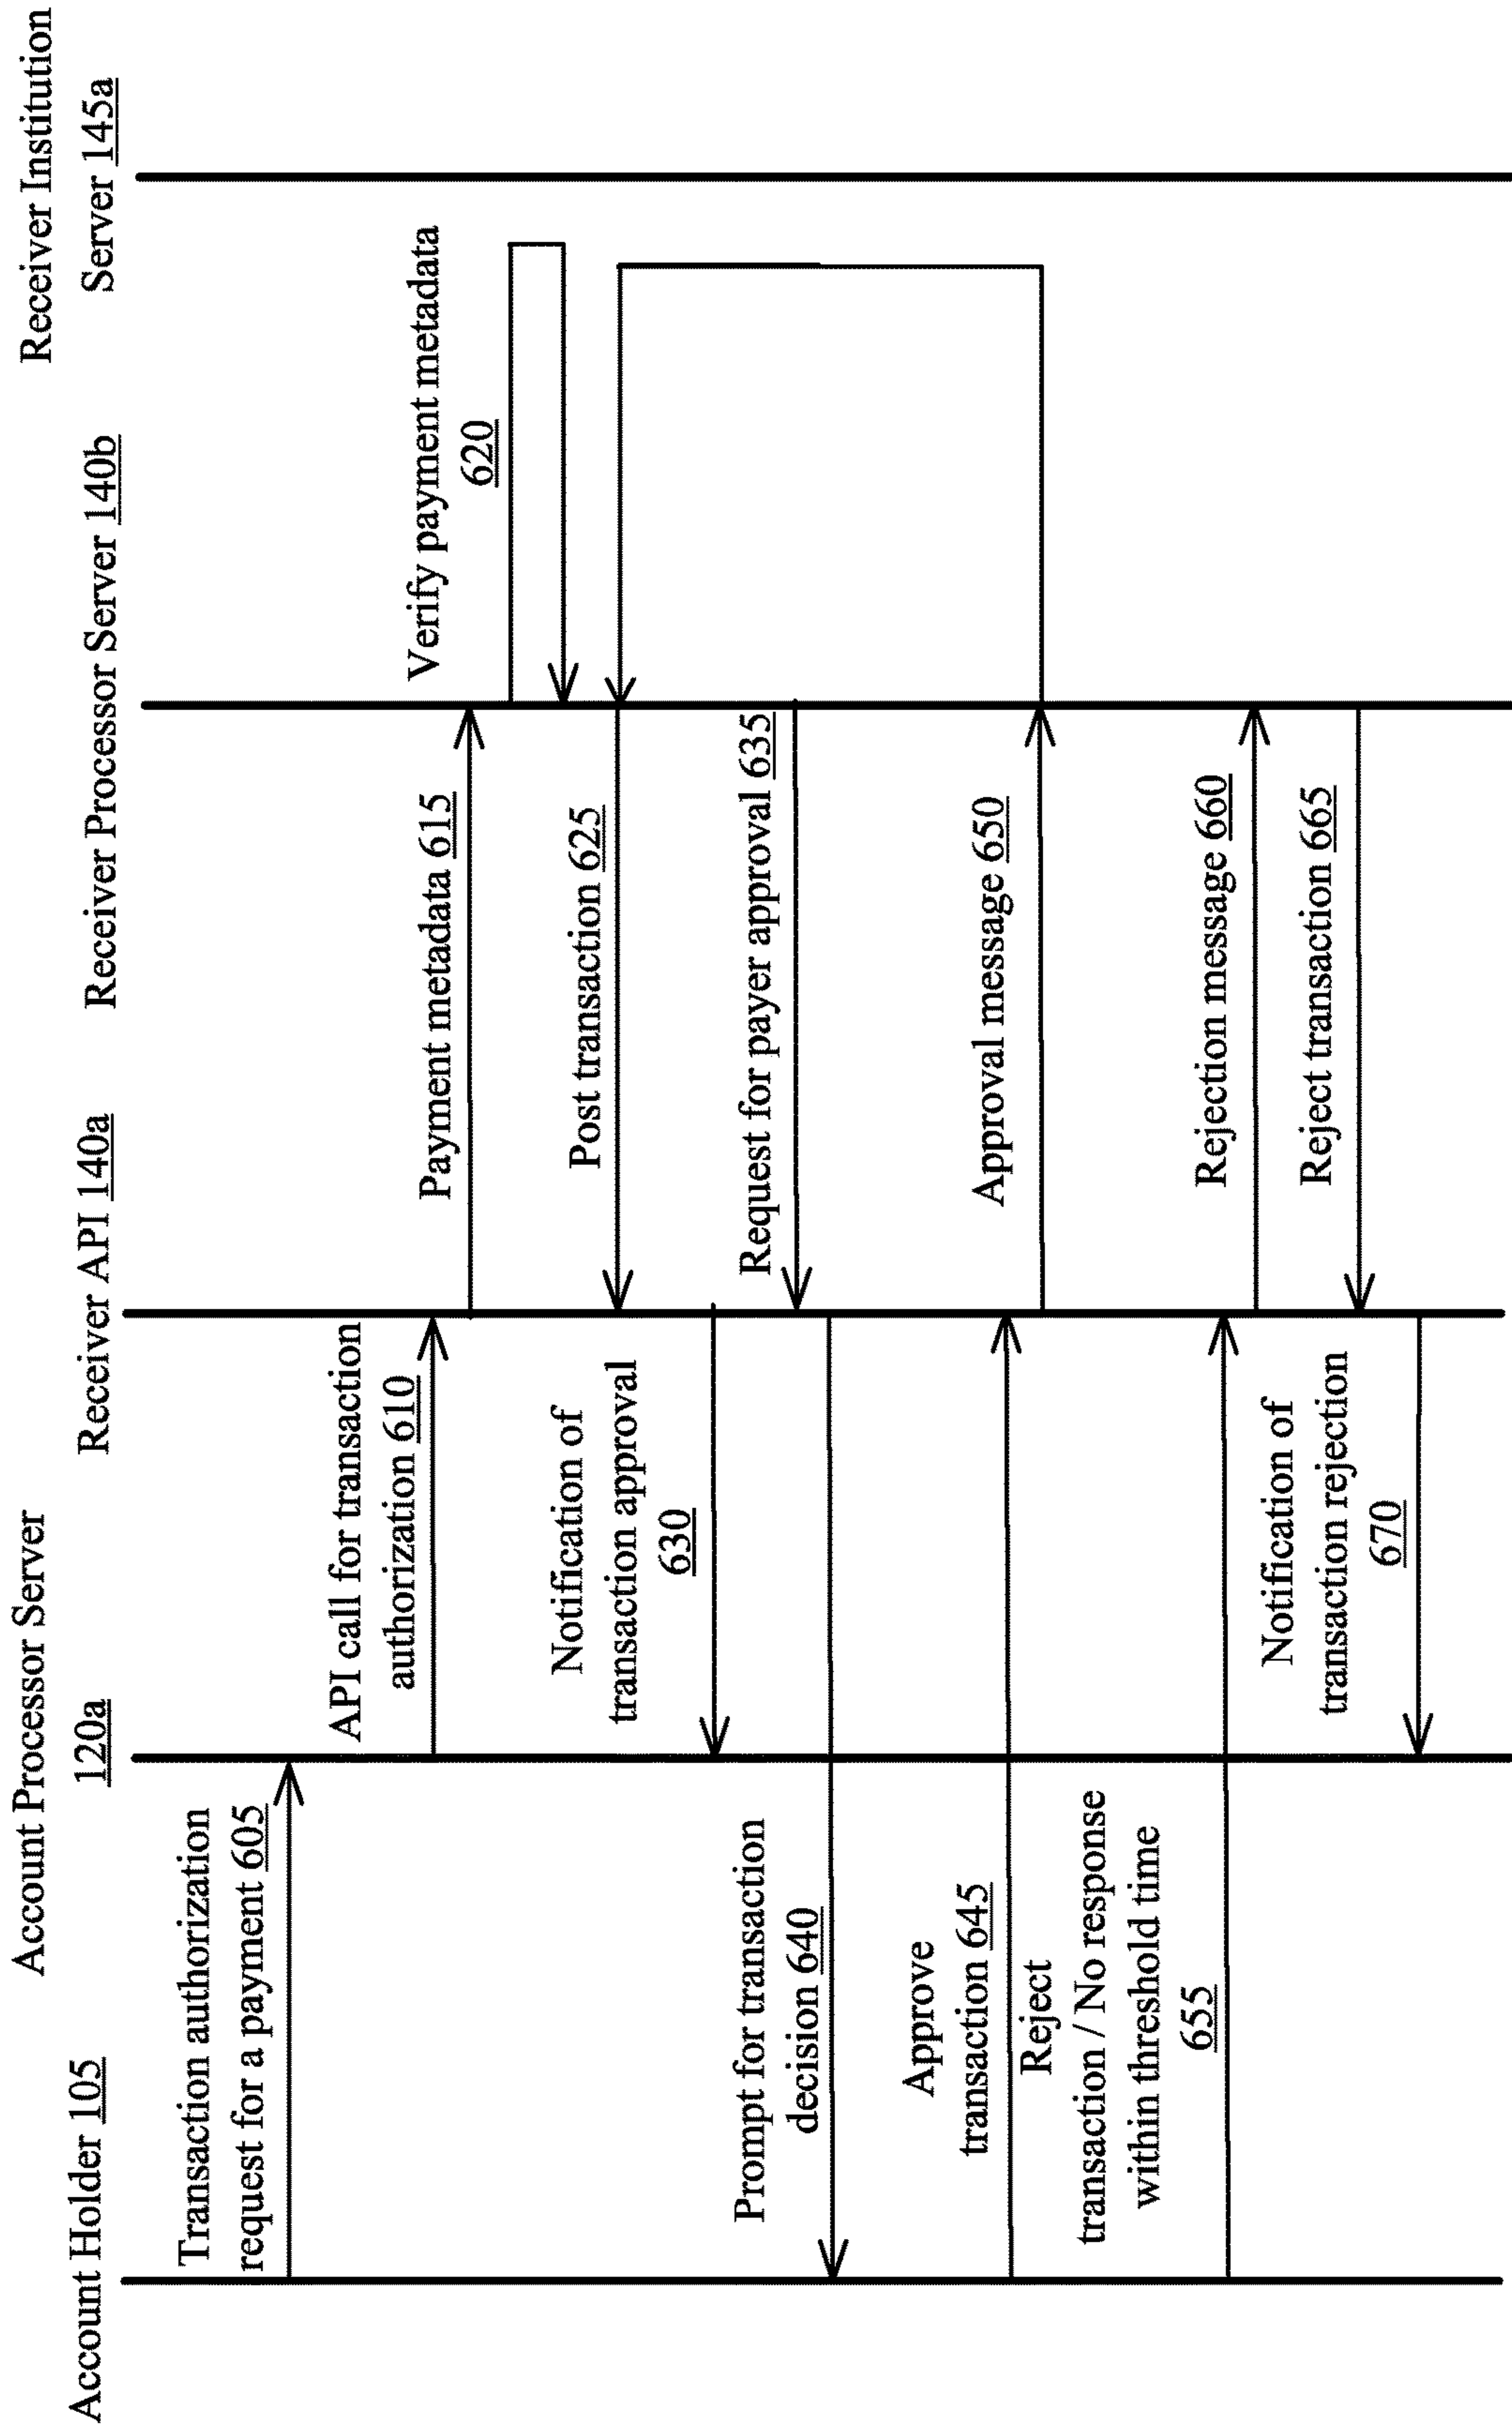 Account Holder 105
Account Processor Server
120a
Receiver API 140a
Receiver Processor Server 140b
Receiver Institution
Server 145a
Transaction authorization
request for a payment 605
API call for transaction
authorization 610
Payment metadata 615
Verify payment metadata
620
Post transaction 625
Notification of
transaction approval
630
Request for payer approval 635
Prompt for transaction
decision 640
Approve
transaction 645
Approval message 650
Reject
transaction / No response
within threshold time
655
Rejection message 660
Reject transaction 665
Notification of
transaction rejection
670